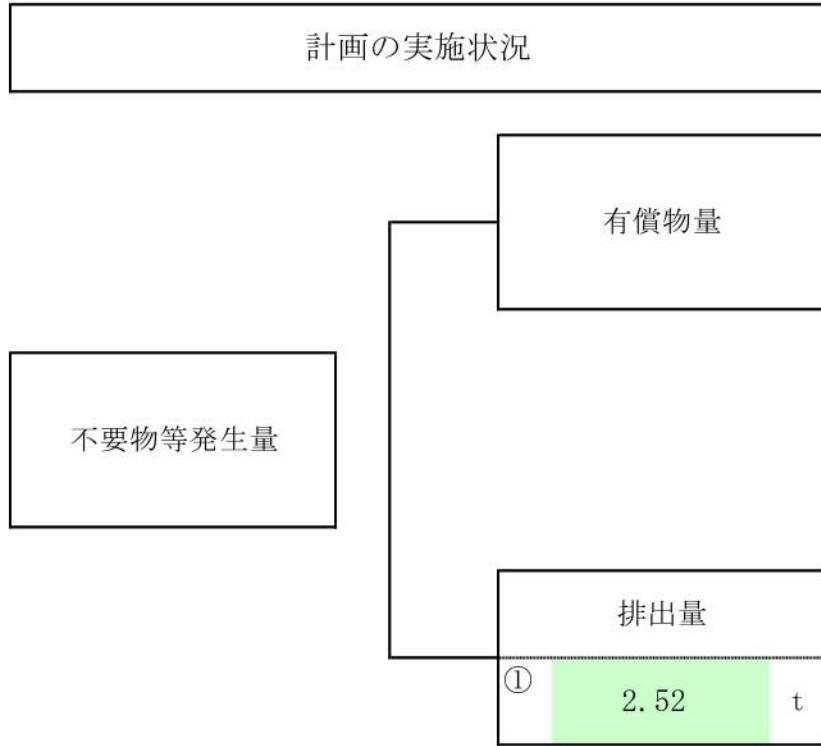 計画の実施状況
有償物量
不要物等発生量
排出量
① 2.52 t